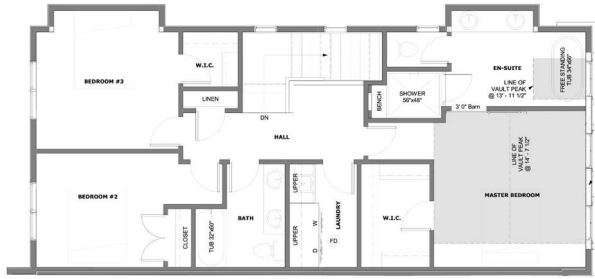 BEDROOM #3
W.I.C.
LINEN
DN
HALL
BENCH
SHOWER
56"x48"
EN-SUITE
LINE OF
VAULT PEAK
@ 13' - 11 1/2"
FREE STANDING
TUB 34"x60"
3' 0" Barn
LINE OF
VAULT PEAK
@ 14' - 7 1/2"
MASTER BEDROOM
BEDROOM #2
CLOSET
TUB 32"x60"
BATH
UPPER
UPPER
W
D
LAUNDRY
FD
W.I.C.